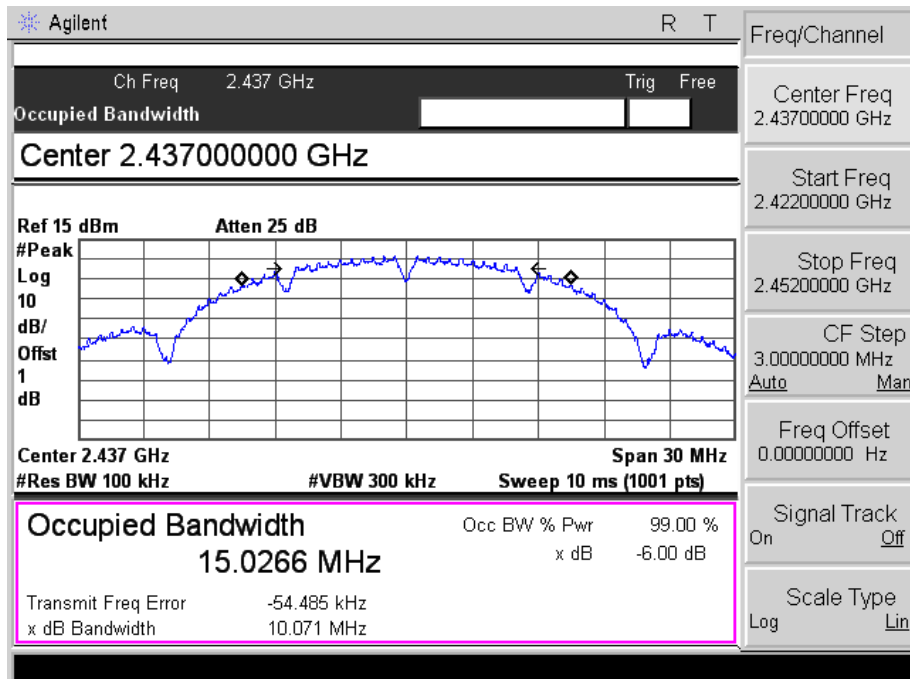 Agilent R T
Ch Freq 2.437 GHz Trig Free
Occupied Bandwidth
Center 2.437000000 GHz
Ref 15 dBm Atten 25 dB
#Peak
Log
10
dB/
Offst
1
dB
Center 2.437 GHz Span 30 MHz
#Res BW 100 kHz #VBW 300 kHz Sweep 10 ms (1001 pts)
Occupied Bandwidth
15.0266 MHz
Occ BW % Pwr 99.00 %
x dB -6.00 dB
Transmit Freq Error -54.485 kHz
x dB Bandwidth 10.071 MHz
Freq/Channel
Center Freq
2.43700000 GHz
Start Freq
2.42200000 GHz
Stop Freq
2.45200000 GHz
CF Step
3.00000000 MHz
Auto Man
Freq Offset
0.00000000 Hz
Signal Track
On Off
Scale Type
Log Lin